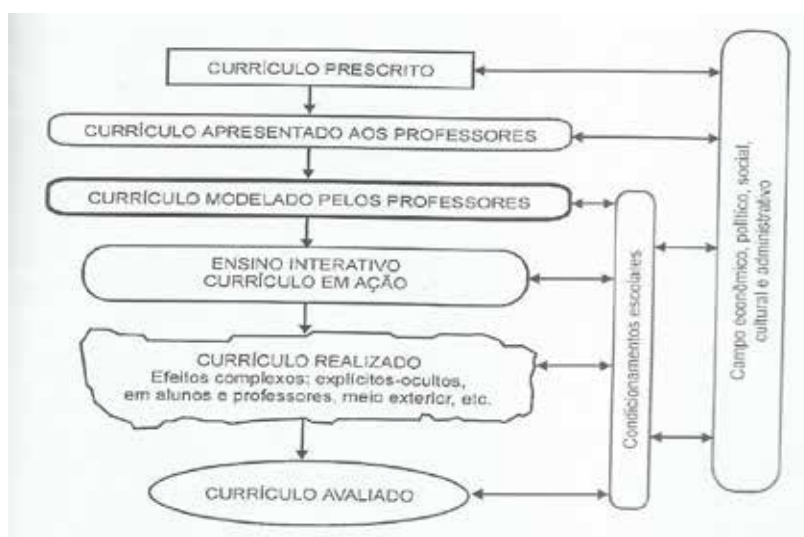 CURRÍCULO PRESCRITO
CURRÍCULO APRESENTADO AOS PROFESSORES
CURRÍCULO MODELADO PELOS PROFESSORES
ENSINO INTERATIVO
CURRÍCULO EM AÇÃO
CURRÍCULO REALIZADO
Efeitos complexos: explícitos-ocultos,
em alunos e professores, meio exterior, etc.
CURRÍCULO AVALIADO
Condicionamentos escolares
Campo econômico, político, social,
cultural e administrativo